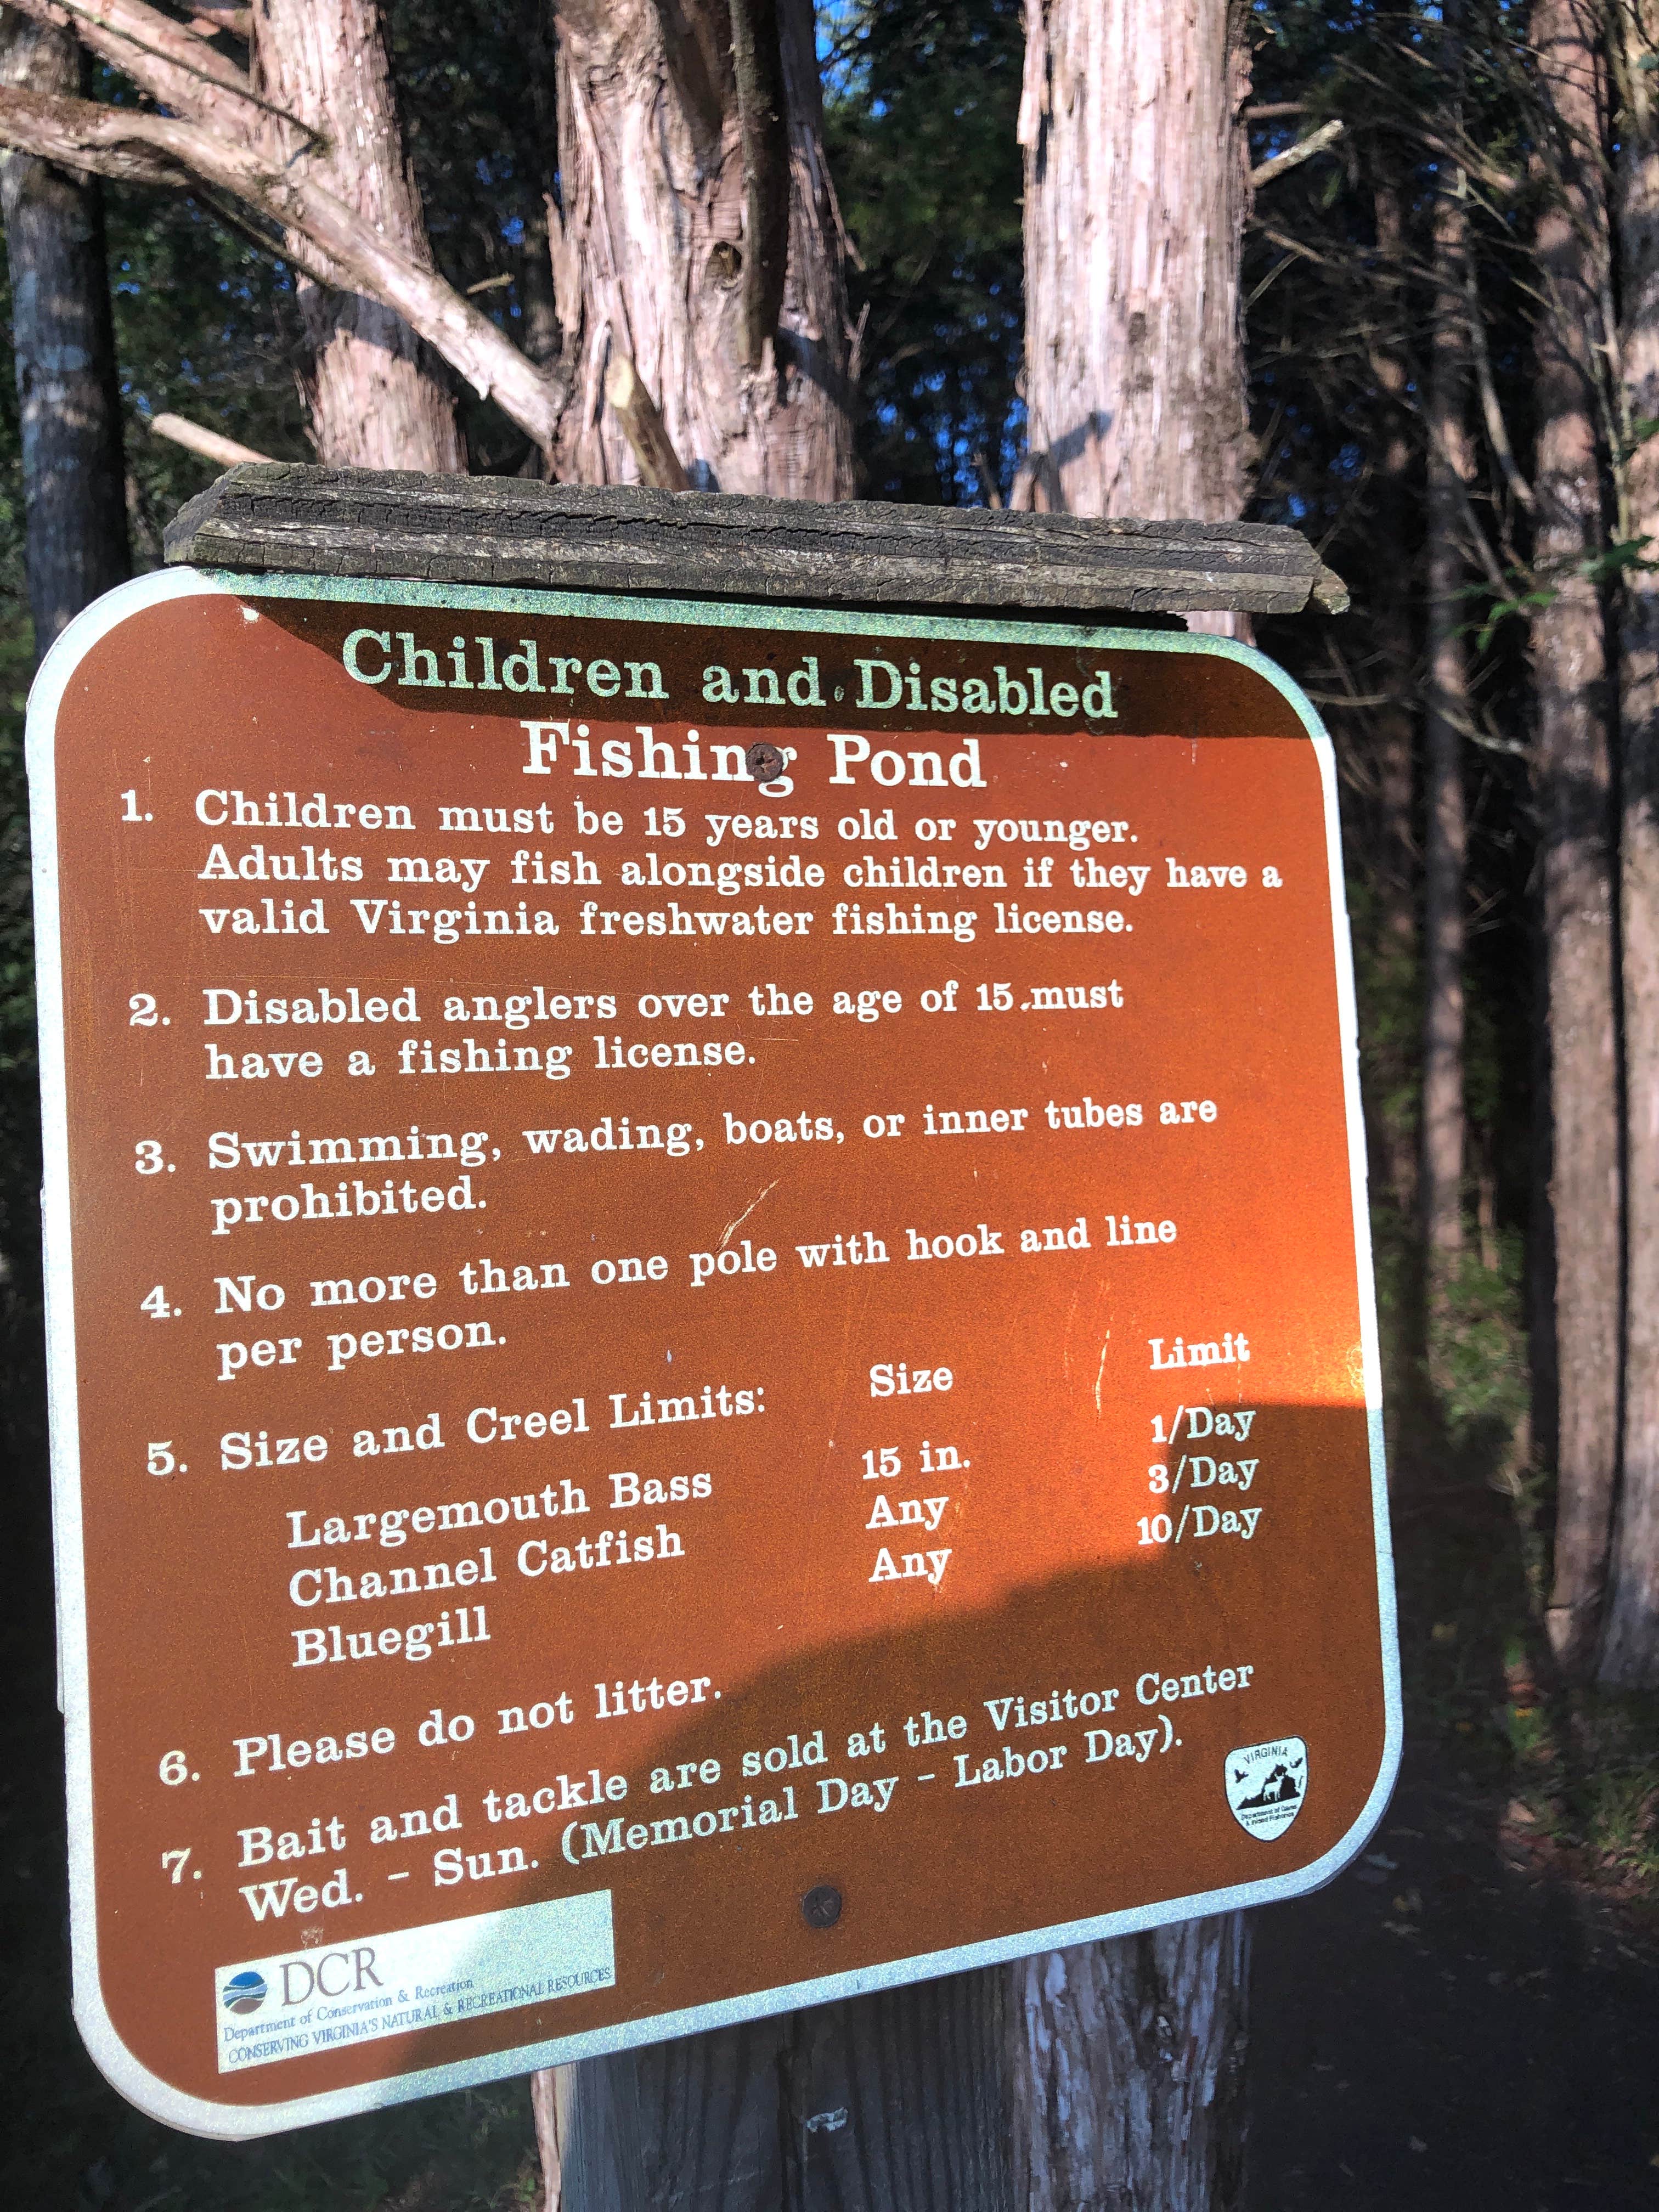 Children and Disabled
Fishing Pond
1. Children must be 15 years old or younger.
Adults may fish alongside children if they have a
valid Virginia freshwater fishing license.
2. Disabled anglers over the age of 15 must
have a fishing license.
3. Swimming, wading, boats, or inner tubes are
prohibited.
4. No more than one pole with hook and line
per person.
5. Size and Creel Limits: Size Limit
Largemouth Bass 15 in. 1/Day
Channel Catfish Any 3/Day
Bluegill Any 10/Day
6. Please do not litter.
7. Bait and tackle are sold at the Visitor Center
Wed. - Sun. (Memorial Day - Labor Day).
VIRGINIA
Department of Game
& Inland Fisheries
DCR
Department of Conservation & Recreation
CONSERVING VIRGINIA'S NATURAL & RECREATIONAL RESOURCES